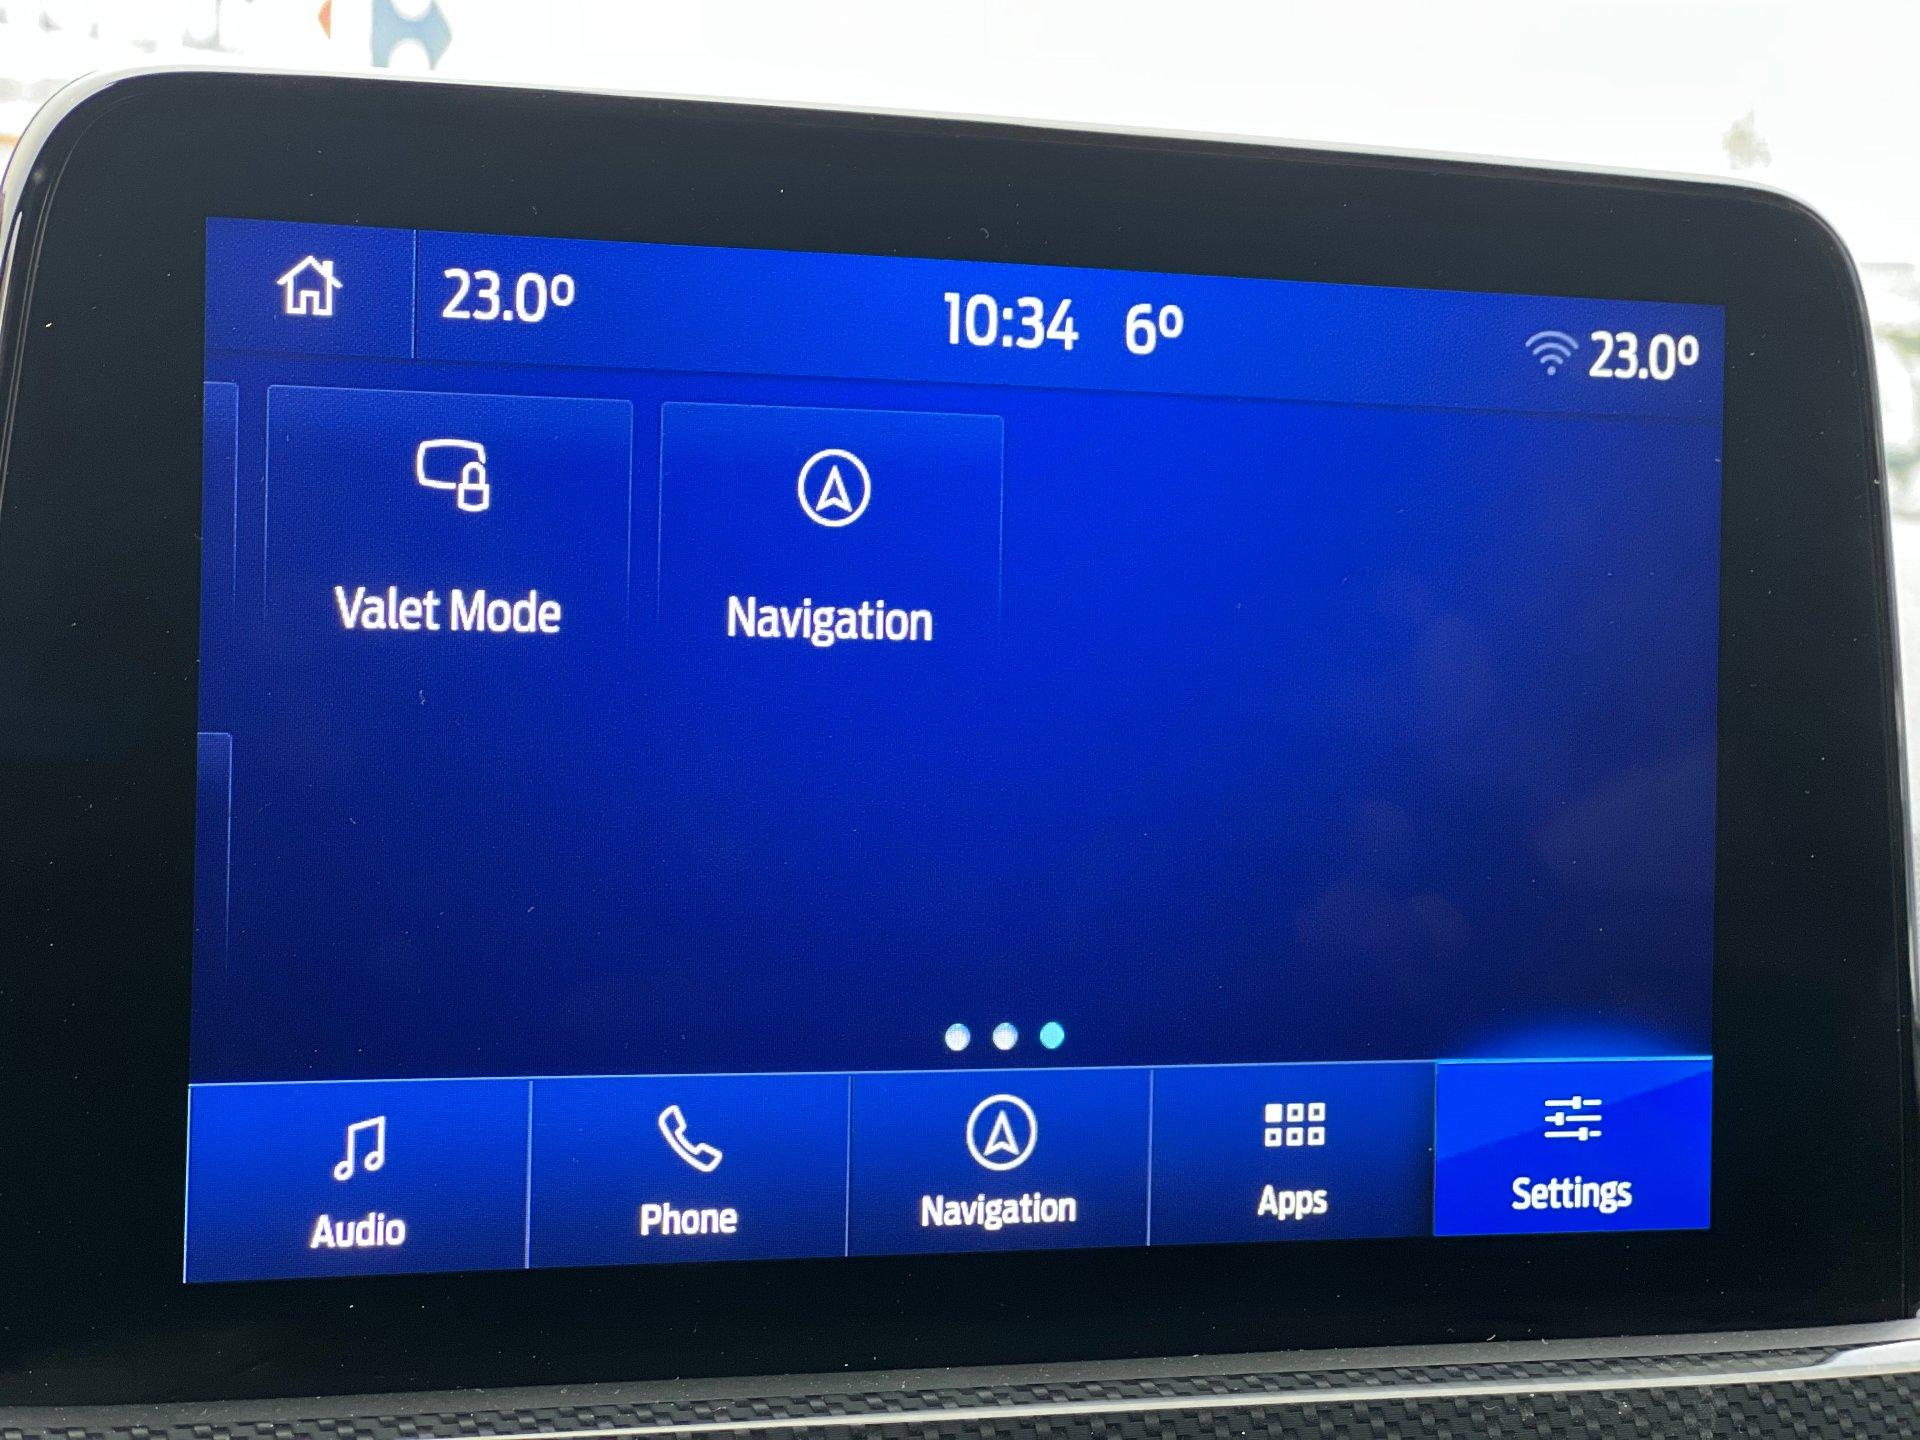 23.0º
10:34 6º
23.0º
Valet Mode
Navigation
Audio
Phone
Navigation
Apps
Settings